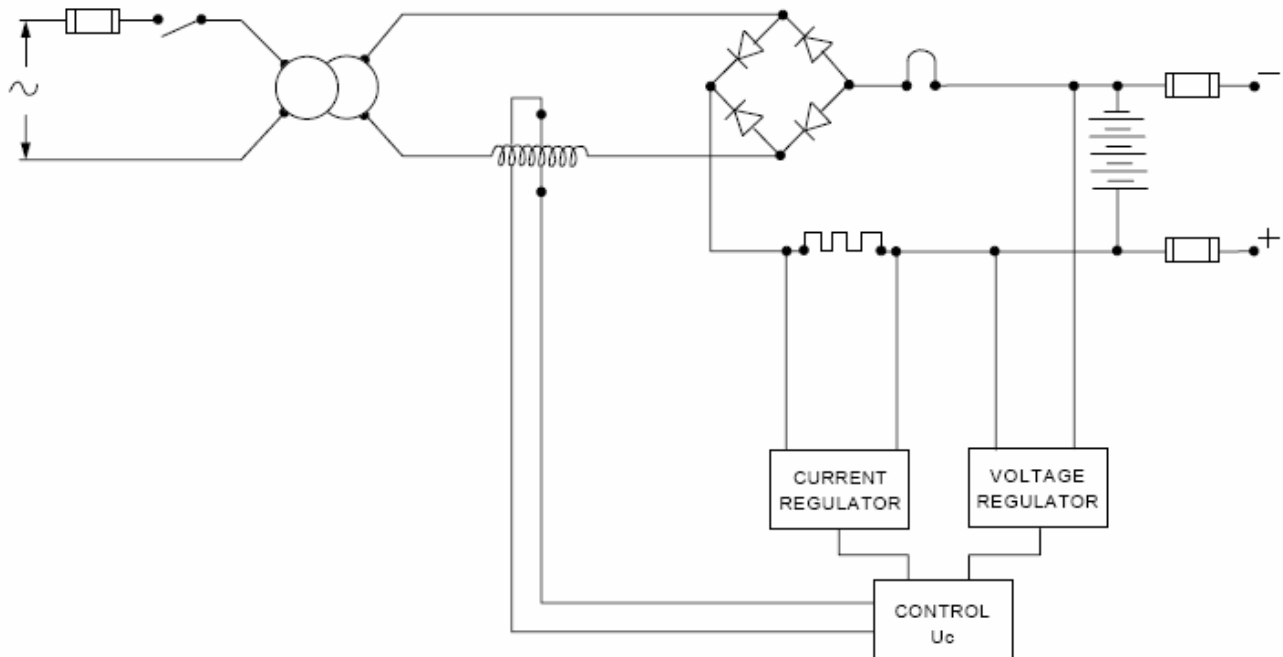 ~
−
+
CURRENT
REGULATOR
VOLTAGE
REGULATOR
CONTROL
Uc